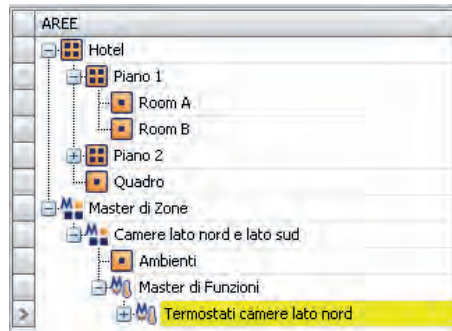 AREE
Hotel
Piano 1
Room A
Room B
Piano 2
Quadro
Master di Zone
Camere lato nord e lato sud
Ambienti
Master di Funzioni
Termostati camere lato nord